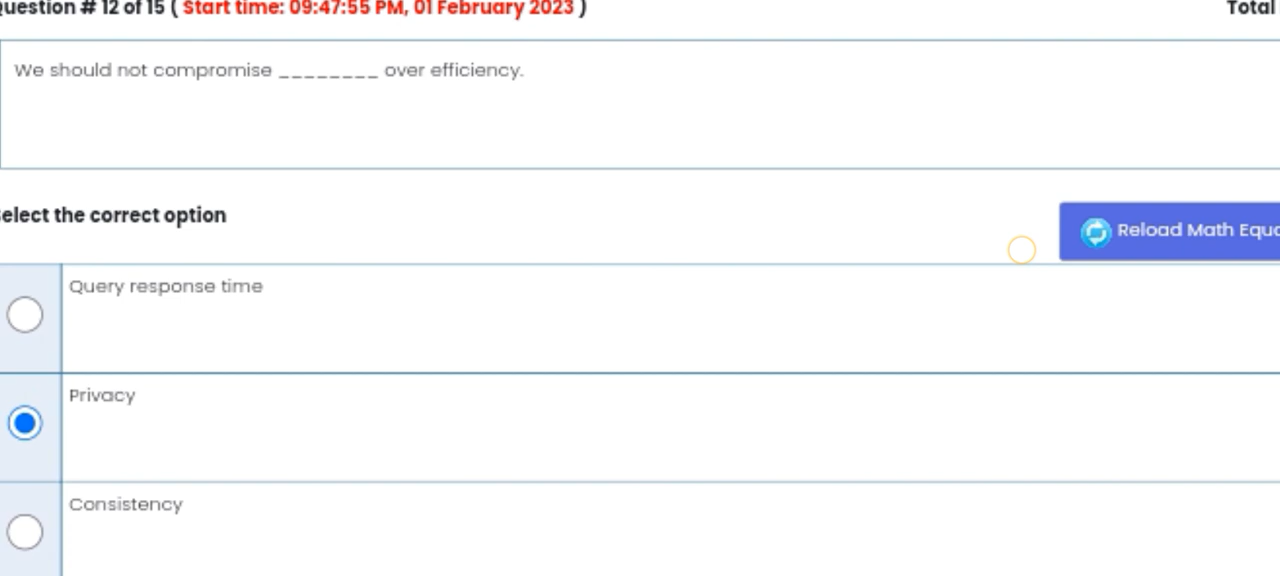 uestion # 12 of 15 ( Start time: 09:47:55 PM, 01 February 2023 ) Total
We should not compromise ________ over efficiency.
elect the correct option
Reload Math Equa
Query response time
Privacy
Consistency